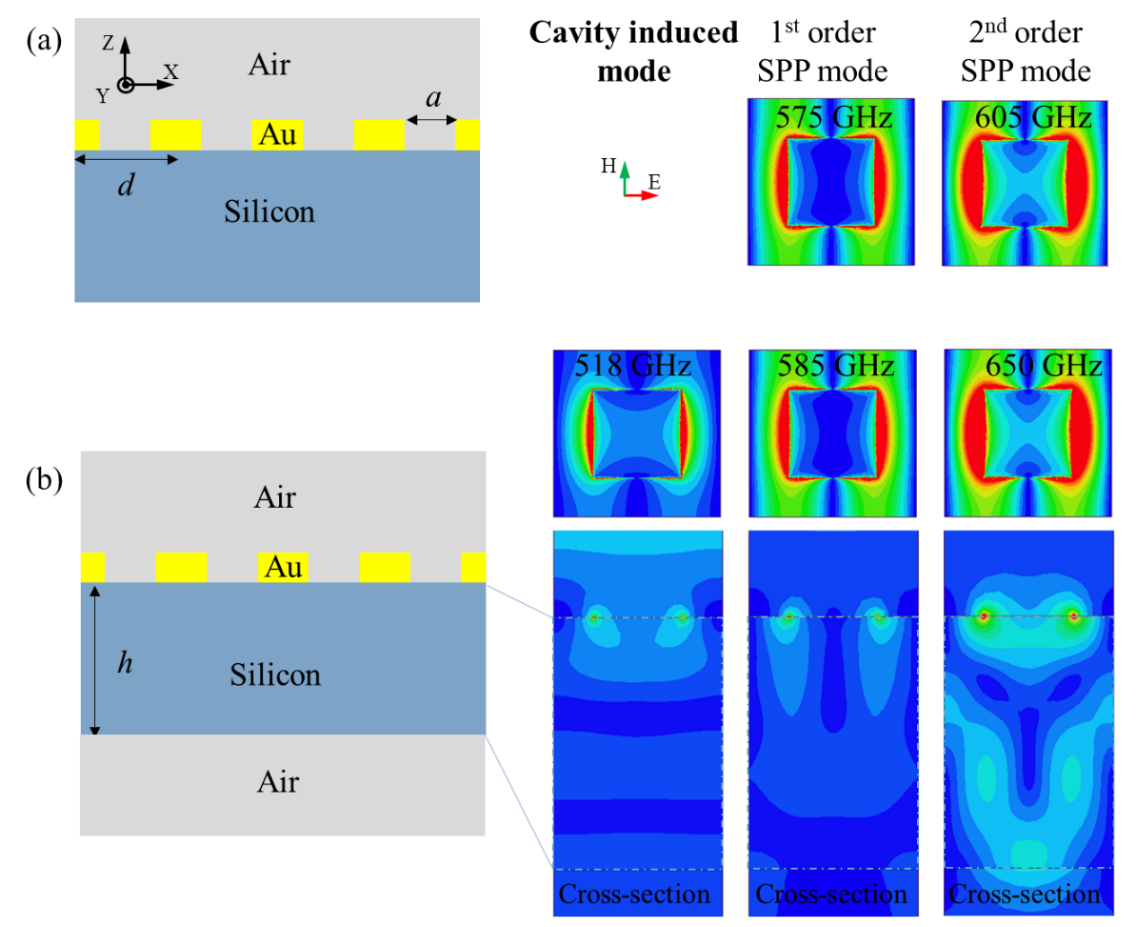 (a)
Z
X
Y
Air
a
Au
d
Silicon
Cavity induced
mode
1st order
SPP mode
2nd order
SPP mode
H
E
575 GHz
605 GHz
518 GHz
585 GHz
650 GHz
(b)
Air
Au
h
Silicon
Air
Cross-section
Cross-section
Cross-section